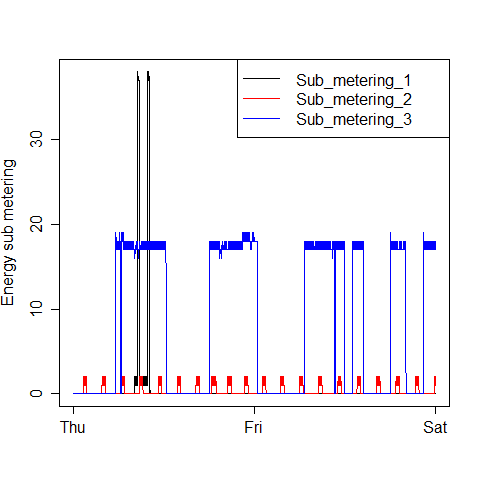 Sub_metering_1
Sub_metering_2
Sub_metering_3
Energy sub metering
30
20
10
0
Thu Fri Sat